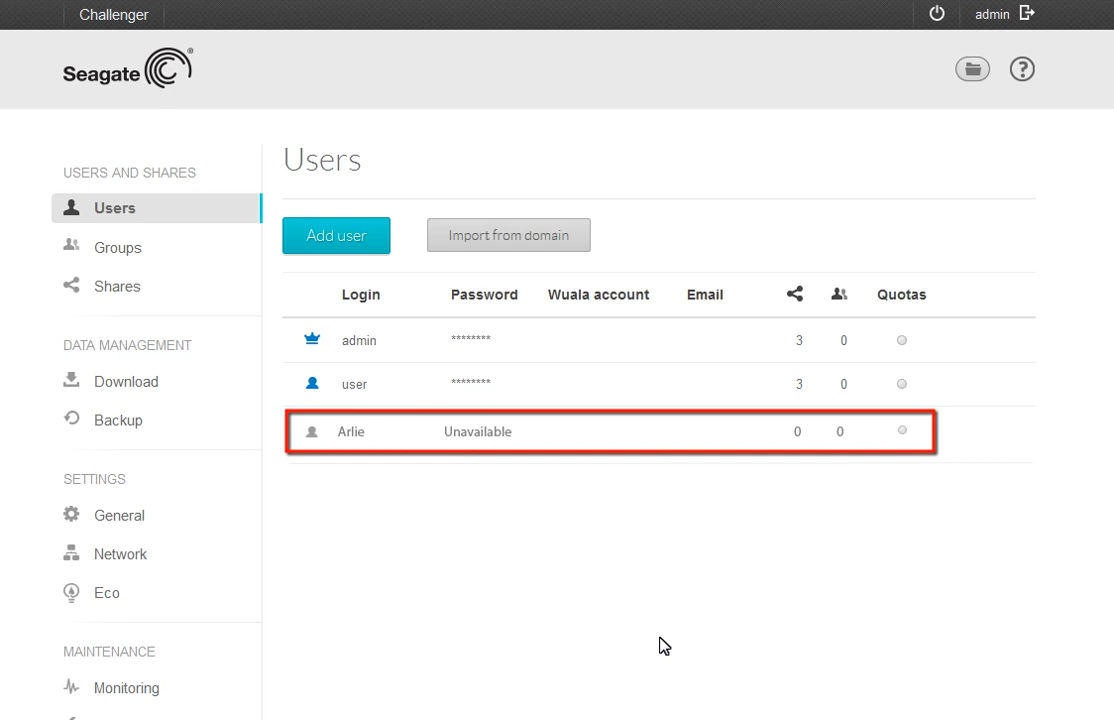 Challenger
admin
Seagate
®
?
USERS AND SHARES
Users
Groups
Shares
DATA MANAGEMENT
Download
Backup
SETTINGS
General
Network
Eco
MAINTENANCE
Monitoring
Users
Add user
Import from domain
Login Password Wuala account Email Quotas
admin ******** 3 0
user ******** 3 0
Arlie Unavailable 0 0